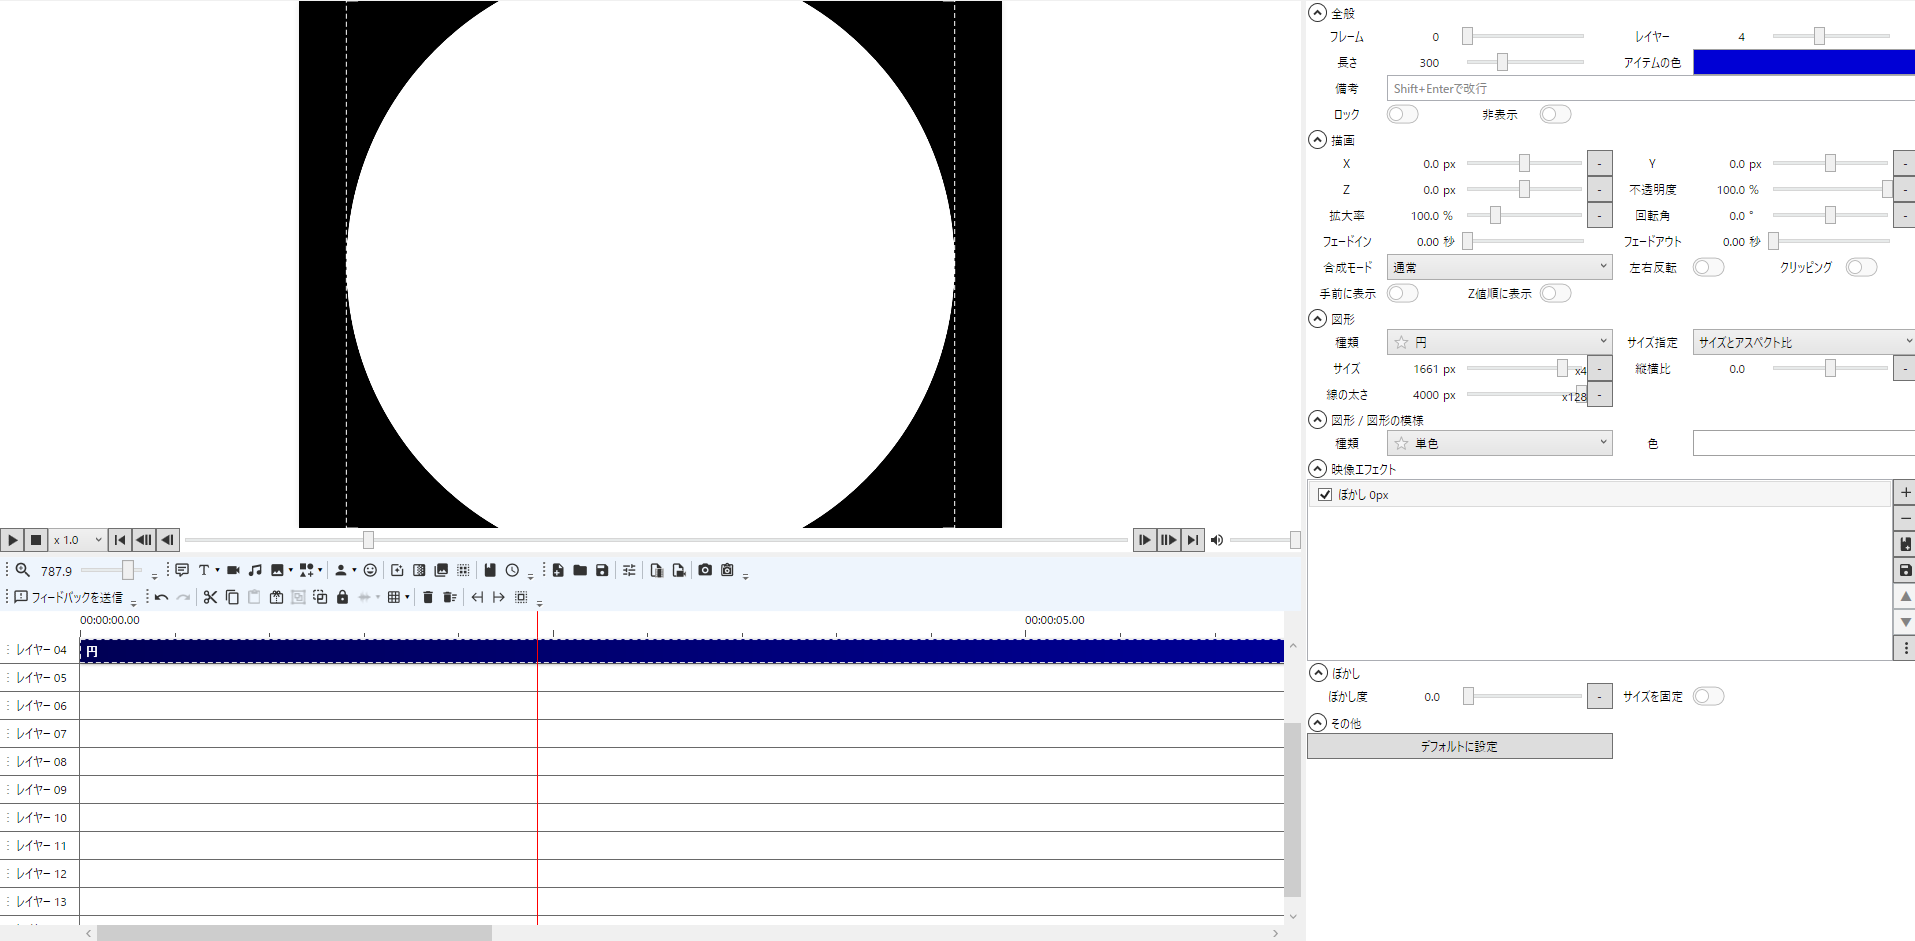 全般
フレーム 0 レイヤー 4
長さ 300 アイテムの色
備考 Shift+Enterで改行
ロック 非表示
描画
X 0.0 px - Y 0.0 px -
Z 0.0 px - 不透明度 100.0 % -
拡大率 100.0 % - 回転角 0.0 ° -
フェードイン 0.00 秒 フェードアウト 0.00 秒
合成モード 通常 左右反転 クリッピング
手前に表示 Z値順に表示
図形
種類 円 サイズ指定 サイズとアスペクト比
サイズ 1661 px x4 - 縦横比 0.0 -
線の太さ 4000 px x128 -
図形 / 図形の模様
種類 単色 色
映像エフェクト
ぼかし 0px
ぼかし
ぼかし度 0.0 - サイズを固定
その他
デフォルトに設定
x 1.0
787.9
フィードバックを送信
00:00:00.00 00:00:05.00
レイヤー 04 円
レイヤー 05
レイヤー 06
レイヤー 07
レイヤー 08
レイヤー 09
レイヤー 10
レイヤー 11
レイヤー 12
レイヤー 13